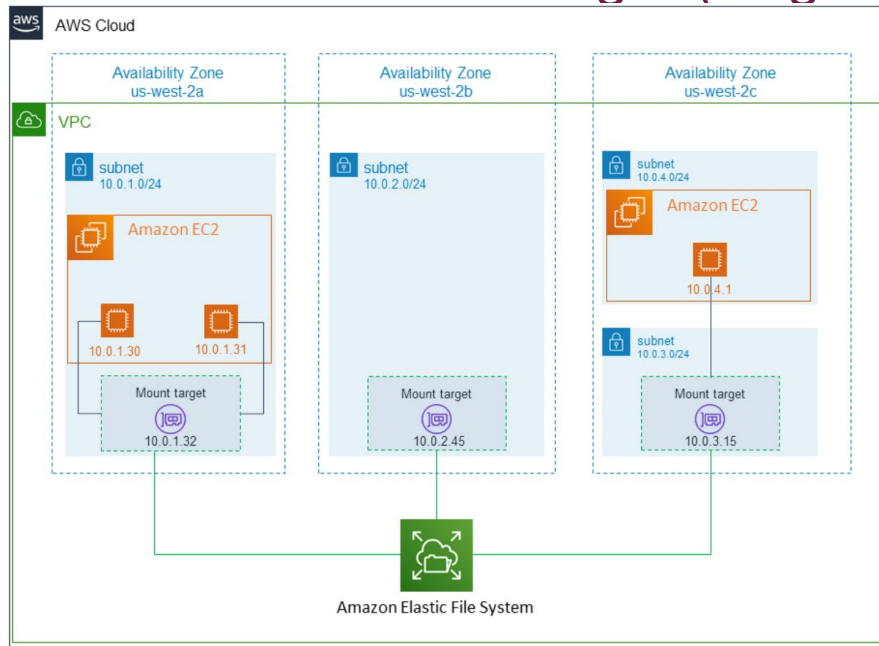 aws
AWS Cloud
Availability Zone
us-west-2a
Availability Zone
us-west-2b
Availability Zone
us-west-2c
VPC
subnet
10.0.1.0/24
Amazon EC2
10.0.1.30
10.0.1.31
Mount target
10.0.1.32
subnet
10.0.2.0/24
Mount target
10.0.2.45
subnet
10.0.4.0/24
Amazon EC2
10.0.4.1
subnet
10.0.3.0/24
Mount target
10.0.3.15
Amazon Elastic File System